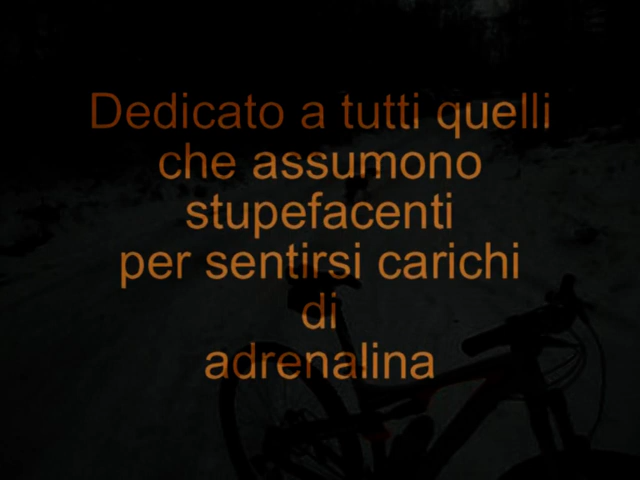 Dedicato a tutti quelli
che assumono
stupefacenti
per sentirsi carichi
di
adrenalina